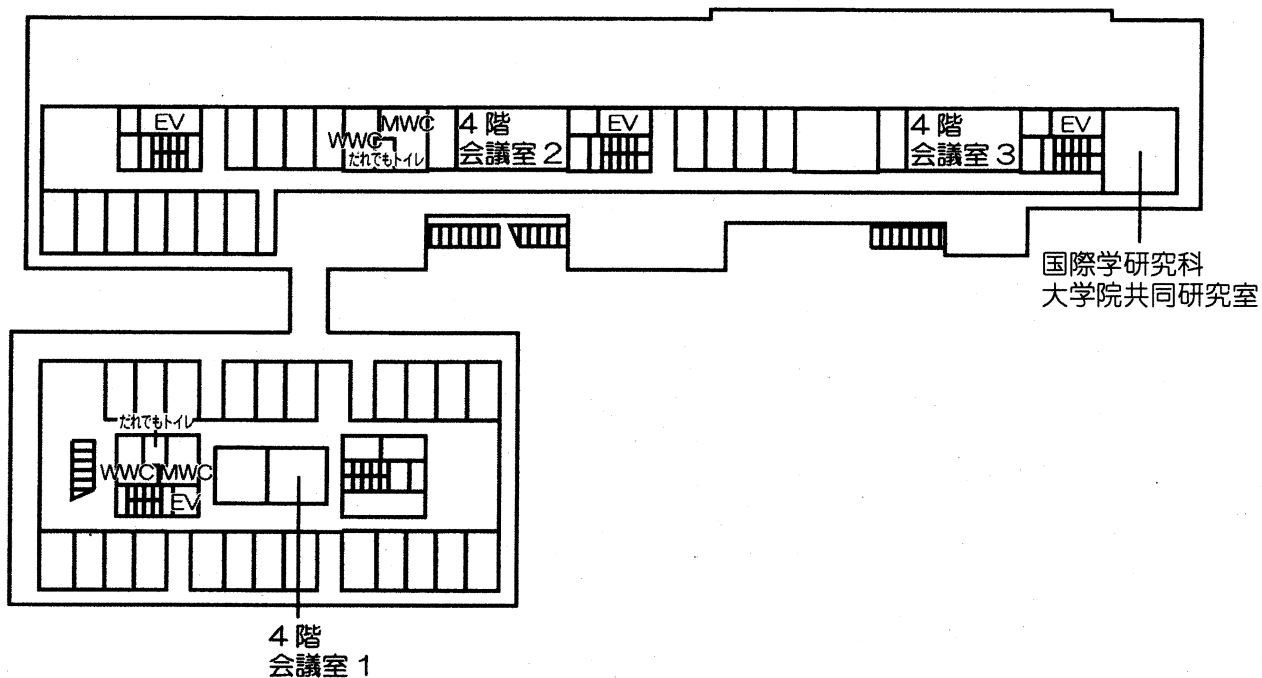 EV
MWC
WWC
だれでもトイレ
4階
会議室2
EV
4階
会議室3
EV
国際学研究科
大学院共同研究室
だれでもトイレ
WWC
MWC
EV
4階
会議室1